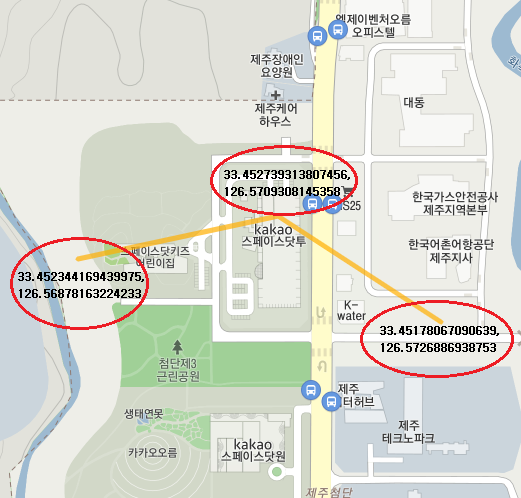 엘제이벤처오름
오피스텔
제주장애인
요양원
제주케어
하우스
대동
33.452739313807456,
126.5709308145358
S25
한국가스안전공사
제주지역본부
kakao
스페이스닷투
스페이스닷키즈
어린이집
한국어촌어항공단
제주지사
33.452344169439975,
126.56878163224233
K-
water
33.45178067090639,
126.5726886938753
첨단제3
근린공원
제주
터허브
생태연못
제주
테크노파크
카카오오름
kakao
스페이스닷원
제주첨단